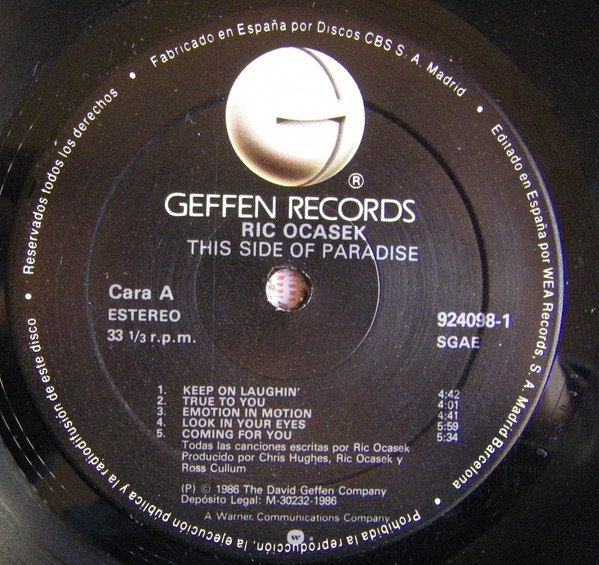 Fabricado en España por Discos CBS S. A. Madrid
Editado en España por WEA Records, S. A. Madrid Barcelona
Prohibida la reproducción, la ejecución pública y la radiodifusión de este disco
Reservados todos los derechos
G
®
GEFFEN RECORDS
RIC OCASEK
THIS SIDE OF PARADISE
Cara A
ESTEREO
33 1/3 r.p.m.
924098-1
SGAE
1. KEEP ON LAUGHIN' 4:42
2. TRUE TO YOU 4:01
3. EMOTION IN MOTION 4:41
4. LOOK IN YOUR EYES 5:59
5. COMING FOR YOU 5:34
Todas las canciones escritas por Ric Ocasek
Producido por Chris Hughes, Ric Ocasek y
Ross Cullum
(P) © 1986 The David Geffen Company
Depósito Legal: M-30232-1986
A Warner Communications Company